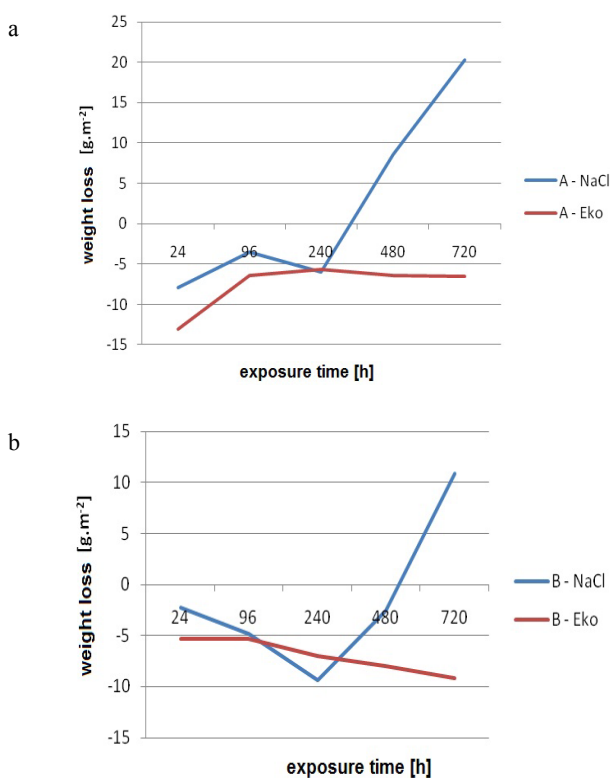 a
25
20
15
10
5
0
-5
-10
-15
weight loss [g.m-2]
24 96 240 480 720
exposure time [h]
A - NaCl
A - Eko
b
15
10
5
0
-5
-10
-15
weight loss [g.m-2]
24 96 240 480 720
exposure time [h]
B - NaCl
B - Eko